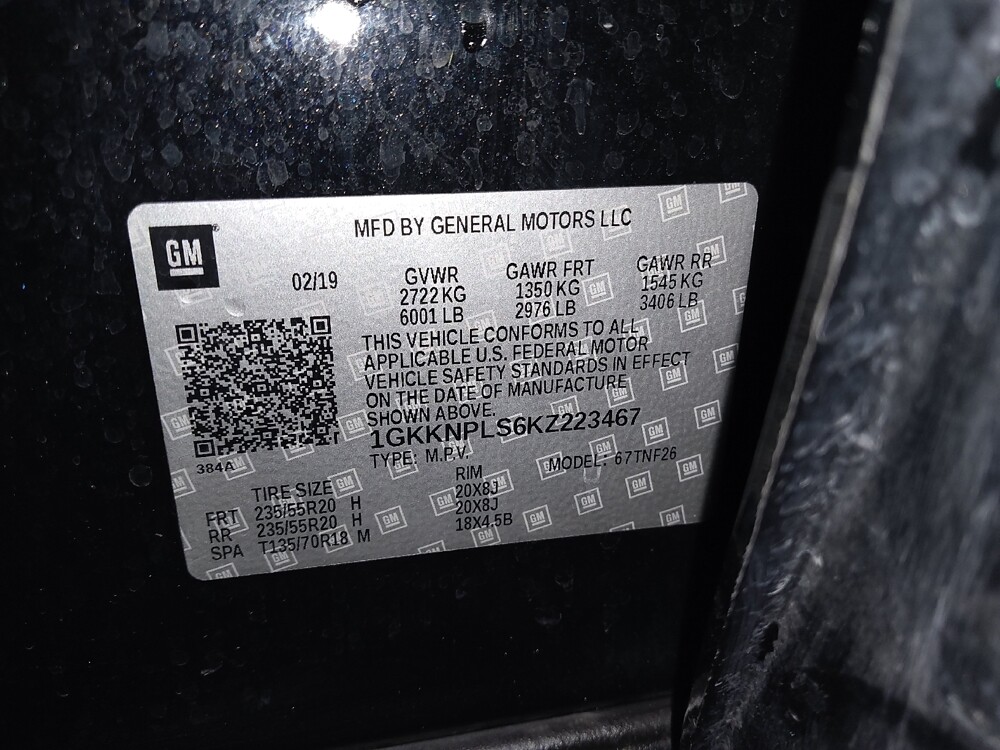 GM
MFD BY GENERAL MOTORS LLC
02/19
GVWR
2722 KG
6001 LB
GAWR FRT
1350 KG
2976 LB
GAWR RR
1545 KG
3406 LB
THIS VEHICLE CONFORMS TO ALL
APPLICABLE U.S. FEDERAL MOTOR
VEHICLE SAFETY STANDARDS IN EFFECT
ON THE DATE OF MANUFACTURE
SHOWN ABOVE.
1GKKNPLS6KZ223467
384A
TYPE: M.P.V. MODEL: 67TNF26
TIRE SIZE RIM
FRT 235/55R20 H 20X8J
RR 235/55R20 H 20X8J
SPA T135/70R18 M 18X4.5B